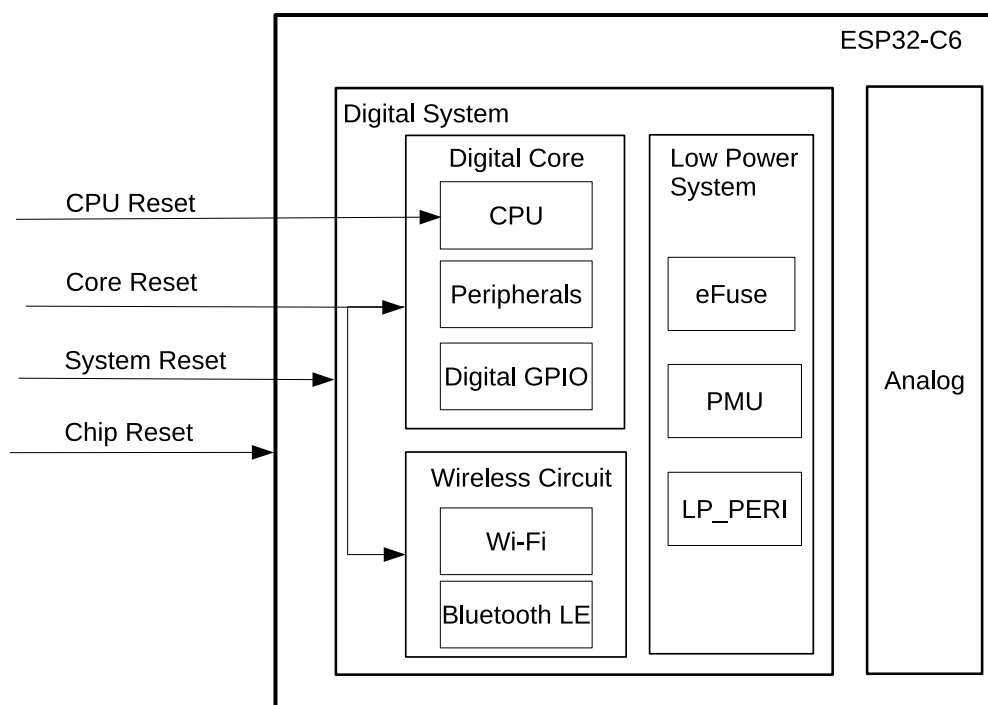 ESP32-C6
Digital System
Digital Core
CPU
Peripherals
Digital GPIO
Wireless Circuit
Wi-Fi
Bluetooth LE
Low Power
System
eFuse
PMU
LP_PERI
Analog
CPU Reset
Core Reset
System Reset
Chip Reset